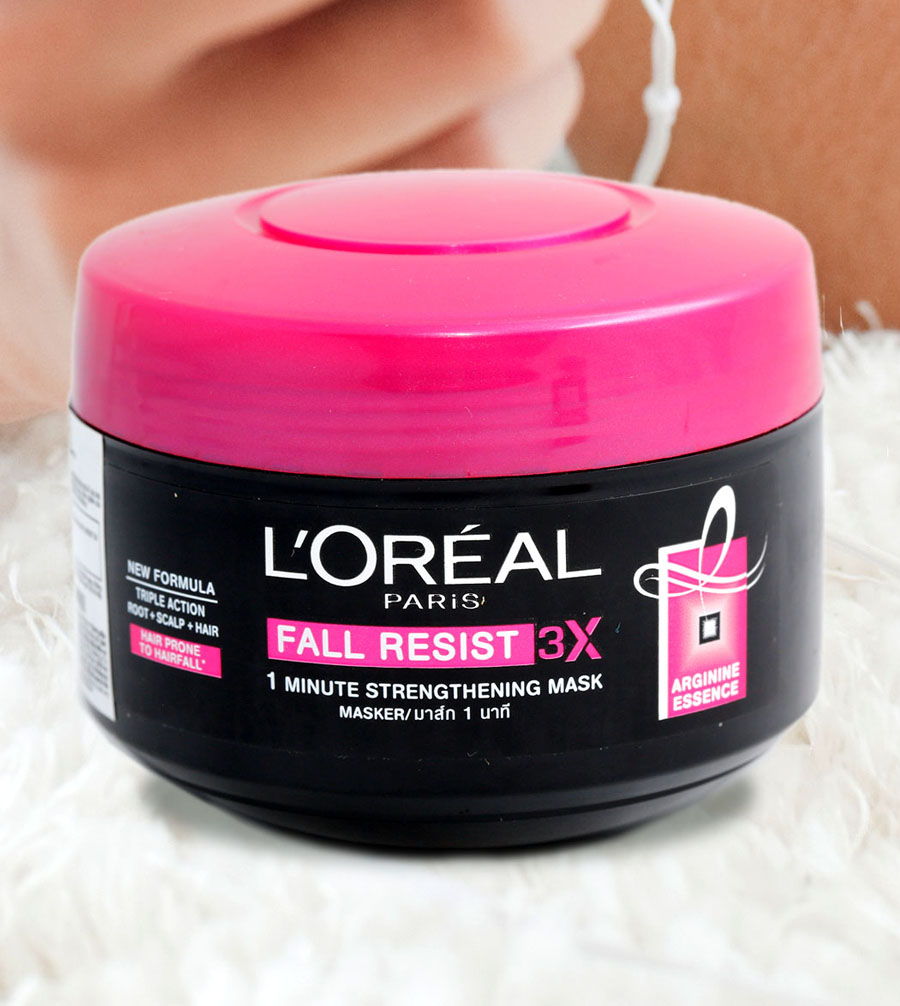 L'ORÉAL
PARIS
FALL RESIST 3X
1 MINUTE STRENGTHENING MASK
MASKER/มาส์ก 1 นาที
NEW FORMULA
TRIPLE ACTION
ROOT + SCALP + HAIR
HAIR PRONE
TO HAIRFALL*
ARGININE
ESSENCE